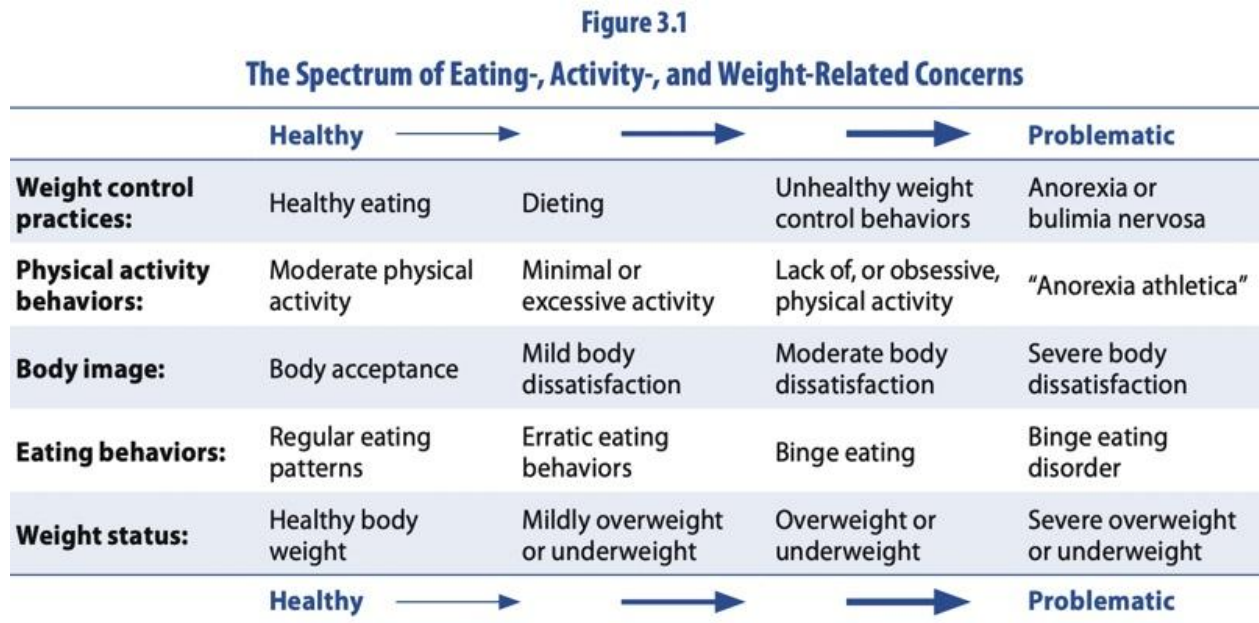 Figure 3.1
The Spectrum of Eating-, Activity-, and Weight-Related Concerns
Healthy Problematic
Weight control practices: Healthy eating Dieting Unhealthy weight control behaviors Anorexia or bulimia nervosa
Physical activity behaviors: Moderate physical activity Minimal or excessive activity Lack of, or obsessive, physical activity “Anorexia athletica”
Body image: Body acceptance Mild body dissatisfaction Moderate body dissatisfaction Severe body dissatisfaction
Eating behaviors: Regular eating patterns Erratic eating behaviors Binge eating Binge eating disorder
Weight status: Healthy body weight Mildly overweight or underweight Overweight or underweight Severe overweight or underweight
Healthy Problematic